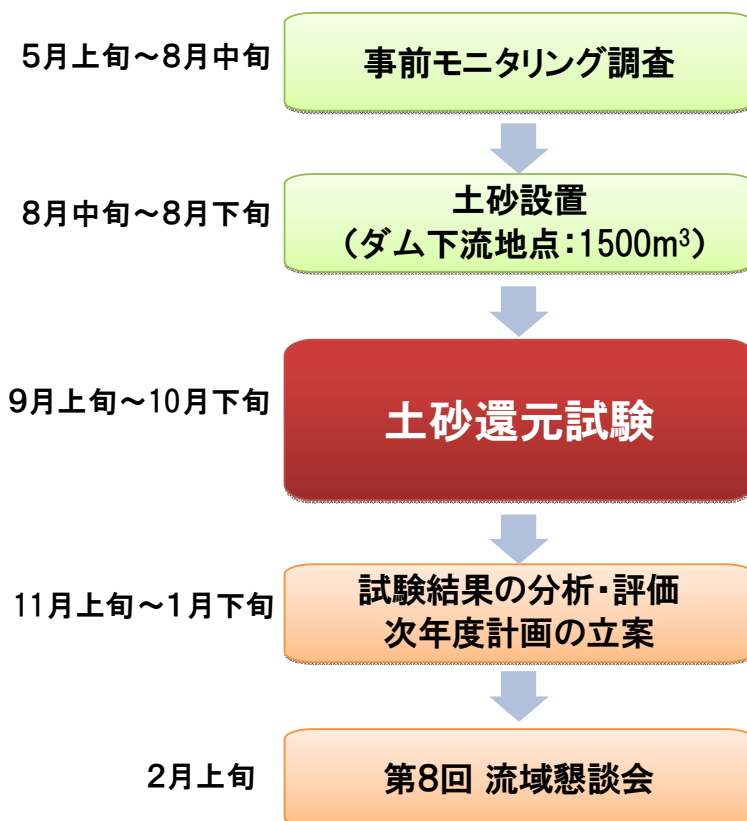 5月上旬～8月中旬
事前モニタリング調査
8月中旬～8月下旬
土砂設置
（ダム下流地点：1500m³）
9月上旬～10月下旬
土砂還元試験
11月上旬～1月下旬
試験結果の分析・評価
次年度計画の立案
2月上旬
第8回 流域懇談会